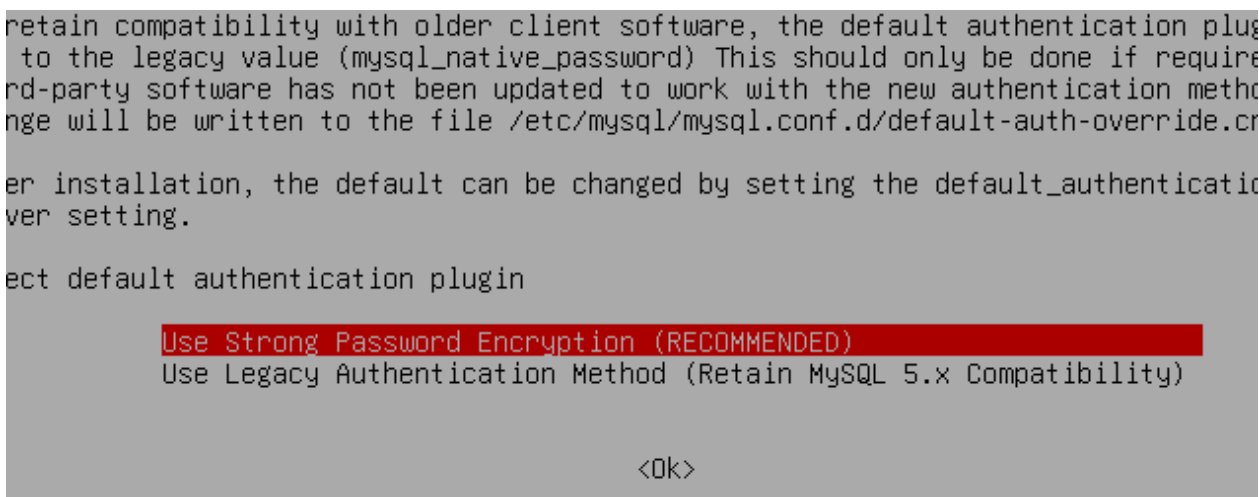 retain compatibility with older client software, the default authentication plug
to the legacy value (mysql_native_password) This should only be done if require
rd-party software has not been updated to work with the new authentication metho
nge will be written to the file /etc/mysql/mysql.conf.d/default-auth-override.cn
er installation, the default can be changed by setting the default_authenticatio
ver setting.
ect default authentication plugin
Use Strong Password Encryption (RECOMMENDED)
Use Legacy Authentication Method (Retain MySQL 5.x Compatibility)
<Ok>